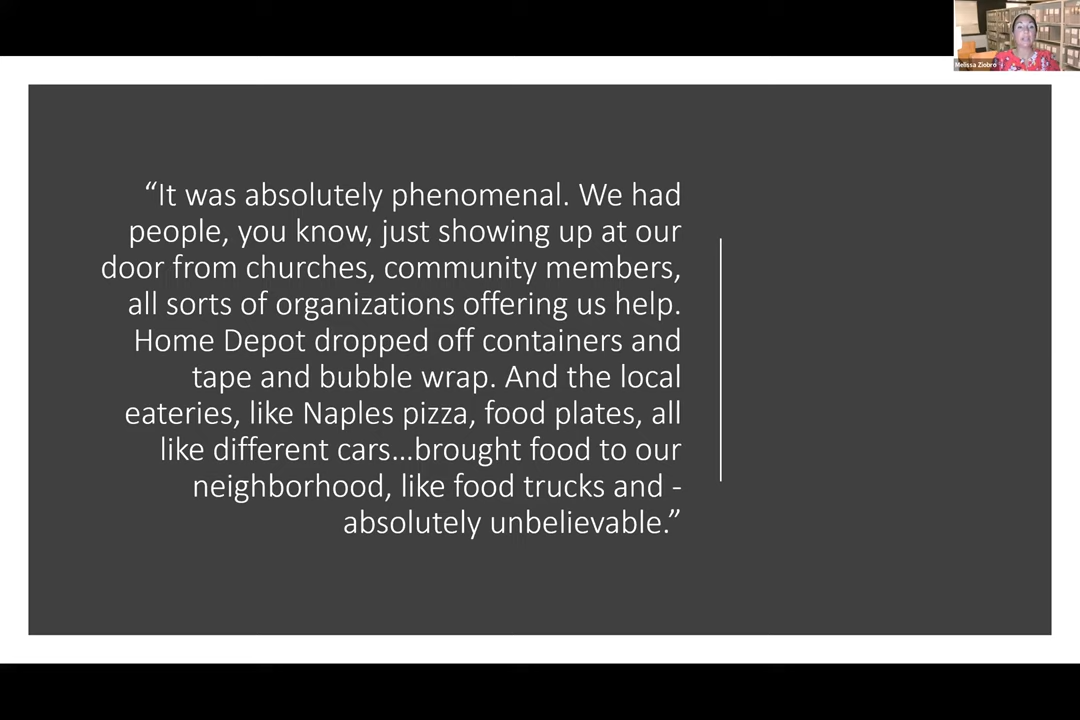 Melissa Ziobro
“It was absolutely phenomenal. We had
people, you know, just showing up at our
door from churches, community members,
all sorts of organizations offering us help.
Home Depot dropped off containers and
tape and bubble wrap. And the local
eateries, like Naples pizza, food plates, all
like different cars…brought food to our
neighborhood, like food trucks and -
absolutely unbelievable.”